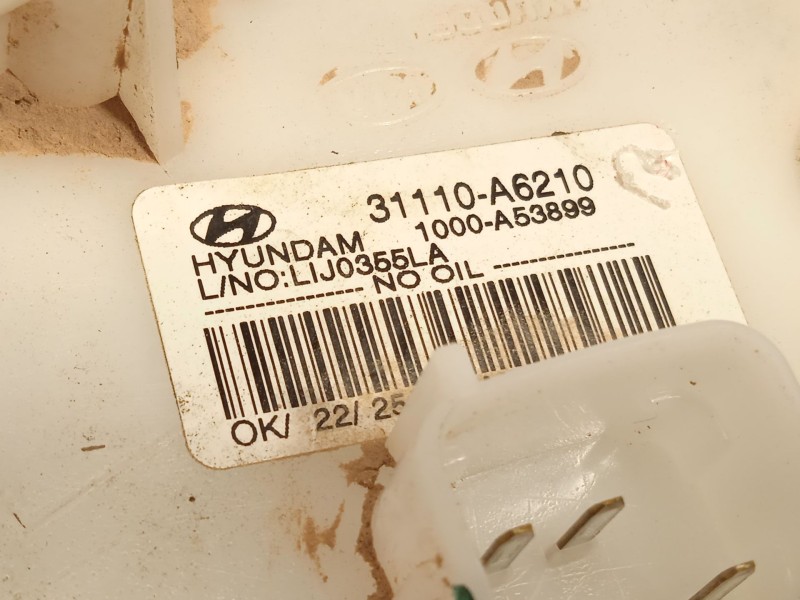 31110-A6210
1000-A53899
HYUNDAM
L/NO:LIJ0355LA
---------------- NO OIL ----------------
OK/ 22/ 25